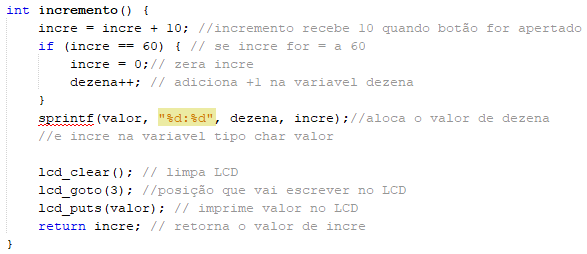 int incremento() {
    incre = incre + 10; //incremento recebe 10 quando botão for apertado
    if (incre == 60) { // se incre for = a 60
        incre = 0;// zera incre
        dezena++; // adiciona +1 na variavel dezena
    }
    sprintf(valor, "%d:%d", dezena, incre);//aloca o valor de dezena
    //e incre na variavel tipo char valor
    lcd_clear(); // limpa LCD
    lcd_goto(3); //posição que vai escrever no LCD
    lcd_puts(valor); // imprime valor no LCD
    return incre; // retorna o valor de incre
}